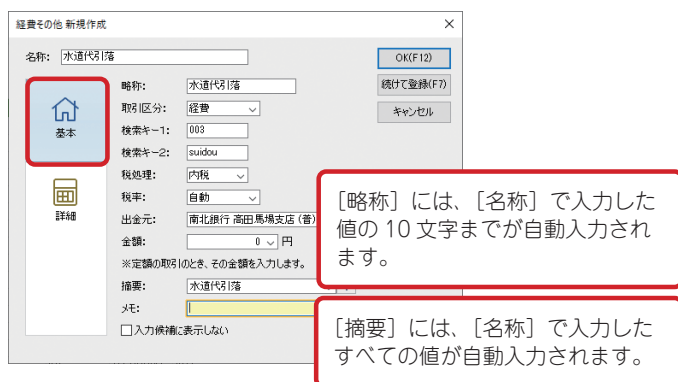 経費その他 新規作成
名称: 水道代引落
OK(F12)
略称: 水道代引落
続けて登録(F7)
取引区分: 経費
キャンセル
基本
検索キー1: 003
検索キー2: suidou
税処理: 内税
税率: 自動
詳細
出金元: 南北銀行 高田馬場支店 (普)
金額: 0 円
※定額の取引のとき、その金額を入力します。
摘要: 水道代引落
メモ:
入力候補に表示しない
［略称］には、［名称］で入力した
値の 10 文字までが自動入力され
ます。
［摘要］には、［名称］で入力した
すべての値が自動入力されます。